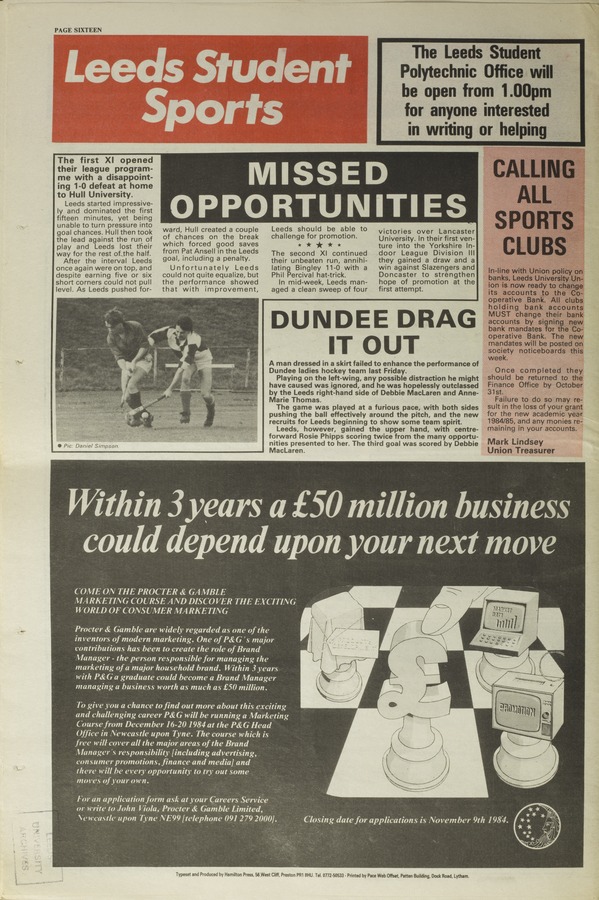 PAGE SIXTEEN
Leeds Student
Sports
The Leeds Student
Polytechnic Office will
be open from 1.00pm
for anyone interested
in writing or helping
MISSED
OPPORTUNITIES
The first XI opened
their league program-
me with a disappoint-
ing 1-0 defeat at home
to Hull University.
Leeds started impressive-
ly and dominated the first
fifteen minutes, yet being
unable to turn pressure into
goal chances. Hull then took
the lead against the run of
play and Leeds lost their
way for the rest of the half.
After the interval Leeds
once again were on top, and
despite earning five or six
short corners could not pull
level. As Leeds pushed for-
ward, Hull created a couple
of chances on the break
which forced good saves
from Pat Ansell in the Leeds
goal, including a penalty.
Unfortunately Leeds
could not quite equalize, but
the performance showed
that with improvement,
Leeds should be able to
challenge for promotion.
★ ★ ★ ★
The second XI continued
their unbeaten run, annihi-
lating Bingley 11-0 with a
Phil Percival hat-trick.
In mid-week, Leeds man-
aged a clean sweep of four
victories over Lancaster
University. In their first ven-
ture into the Yorkshire In-
door League Division III
they gained a draw and a
win against Slazengers and
Doncaster to strengthen
hope of promotion at the
first attempt.
● Pic: Daniel Simpson.
DUNDEE DRAG
IT OUT
A man dressed in a skirt failed to enhance the performance of
Dundee ladies hockey team last Friday.
Playing on the left-wing, any possible distraction he might
have caused was ignored, and he was hopelessly outclassed
by the Leeds right-hand side of Debbie MacLaren and Anne-
Marie Thomas.
The game was played at a furious pace, with both sides
pushing the ball effectively around the pitch, and the new
recruits for Leeds beginning to show some team spirit.
Leeds, however, gained the upper hand, with centre-
forward Rosie Phipps scoring twice from the many opportu-
nities presented to her. The third goal was scored by Debbie
MacLaren.
CALLING
ALL
SPORTS
CLUBS
In-line with Union policy on
banks, Leeds University Un-
ion is now ready to change
its accounts to the Co-
operative Bank. All clubs
holding bank accounts
MUST change their bank
accounts by signing new
bank mandates for the Co-
operative Bank. The new
mandates will be posted on
society noticeboards this
week.
Once completed they
should be returned to the
Finance Office by October
31st.
Failure to do so may re-
sult in the loss of your grant
for the new academic year
1984/85, and any monies re-
maining in your accounts.
Mark Lindsey
Union Treasurer
Within 3 years a £50 million business
could depend upon your next move
COME ON THE PROCTER & GAMBLE
MARKETING COURSE AND DISCOVER THE EXCITING
WORLD OF CONSUMER MARKETING
Procter & Gamble are widely regarded as one of the
inventors of modern marketing. One of P&G's major
contributions has been to create the role of Brand
Manager - the person responsible for managing the
marketing of a major household brand. Within 3 years
with P&G a graduate could become a Brand Manager
managing a business worth as much as £50 million.
To give you a chance to find out more about this exciting
and challenging career P&G will be running a Marketing
Course from December 16-20 1984 at the P&G Head
Office in Newcastle upon Tyne. The course which is
free will cover all the major areas of the Brand
Manager's responsibility [including advertising,
consumer promotions, finance and media] and
there will be every opportunity to try out some
moves of your own.
For an application form ask at your Careers Service
or write to John Viola, Procter & Gamble Limited,
Newcastle upon Tyne NE99 [telephone 091 279 2000].
Closing date for applications is November 9th 1984.
UNIVERSITY
ARCHIVES
Typeset and Produced by Hamilton Press, 56 West Cliff, Preston PR1 8HU. Tel. 0772-58533 - Printed by Pace Web Offset, Petten Building, Dock Road, Lytham.